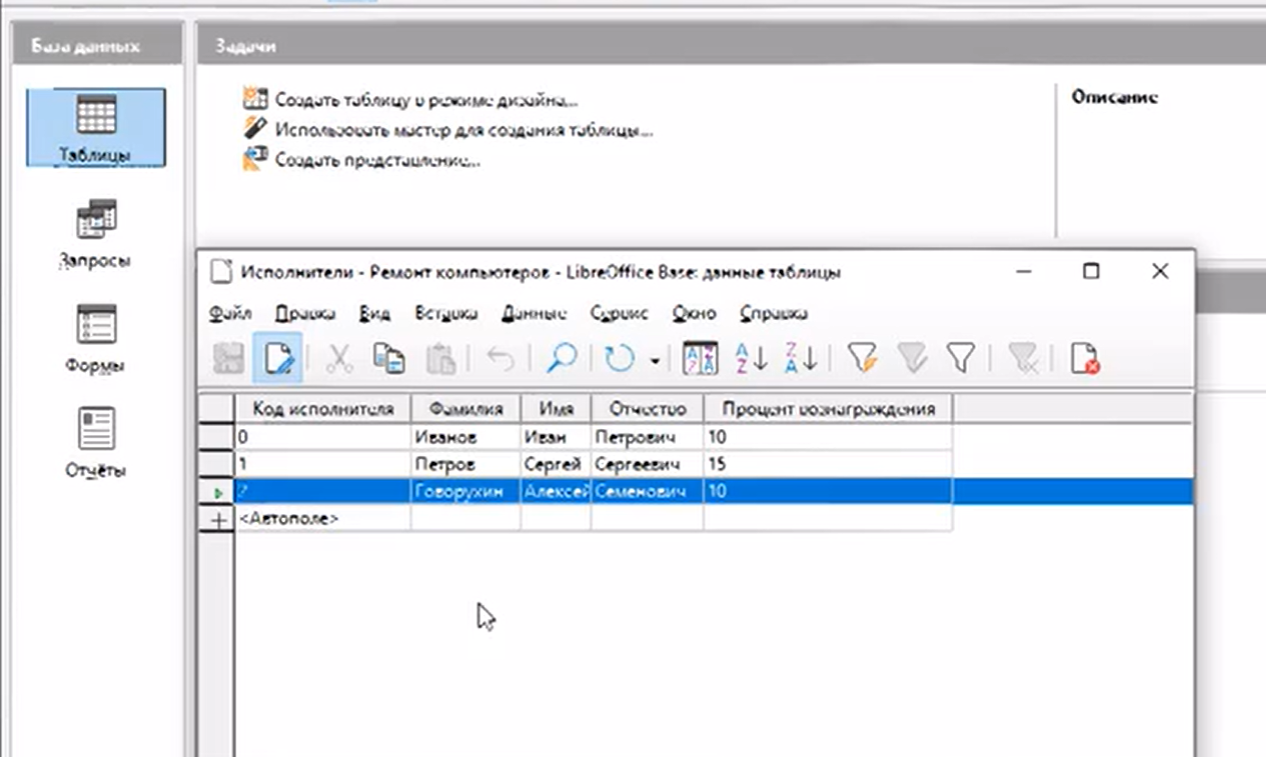 База данных
Задачи
Таблицы
Запросы
Формы
Отчёты
Создать таблицу в режиме дизайна...
Использовать мастер для создания таблицы...
Создать представление...
Описание
Исполнители - Ремонт компьютеров - LibreOffice Base: данные таблицы
Файл Правка Вид Вставка Данные Сервис Окно Справка
Код исполнителя Фамилия Имя Отчество Процент вознаграждения
0 Иванов Иван Петрович 10
1 Петров Сергей Сергеевич 15
2 Говорухин Алексей Семенович 10
<Автополе>